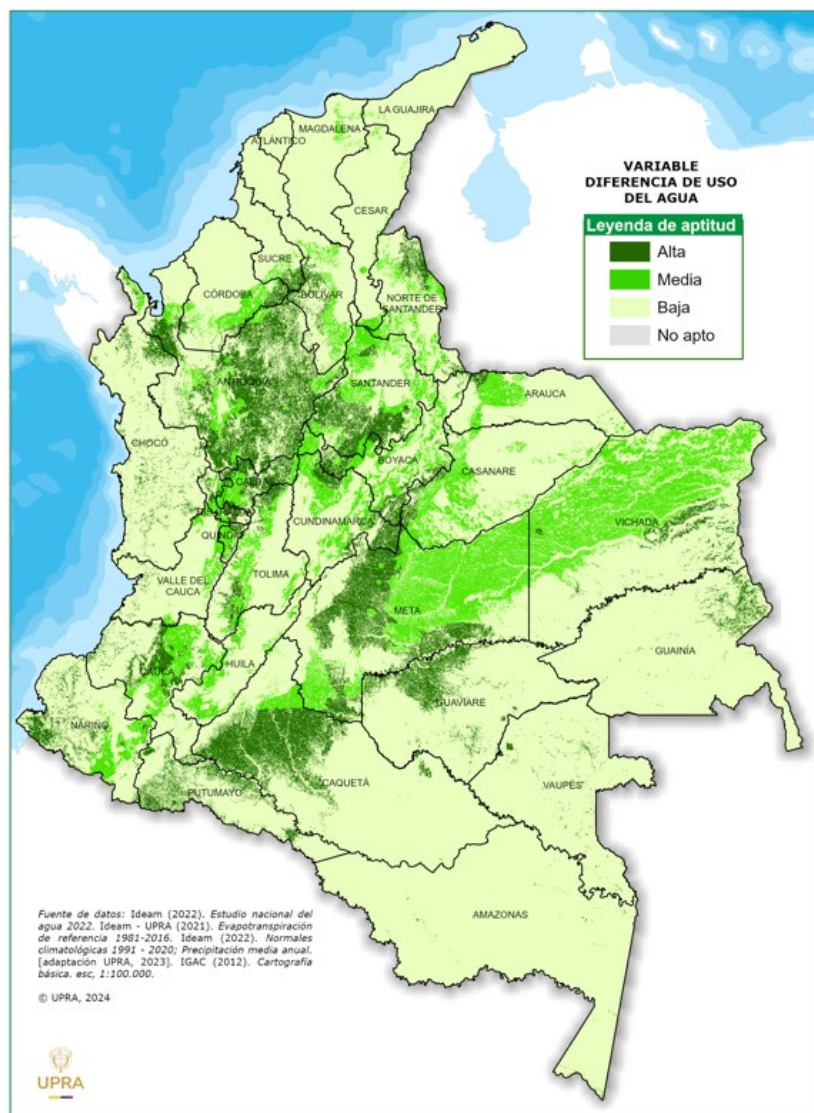 LA GUAJIRA
MAGDALENA
ATLÁNTICO
VARIABLE
DIFERENCIA DE USO
DEL AGUA
Leyenda de aptitud
Alta
Media
Baja
No apto
CESAR
SUCRE
CÓRDOBA
BOLÍVAR
NORTE DE
SANTANDER
ANTIOQUIA
SANTANDER
ARAUCA
CHOCÓ
BOYACÁ
CASANARE
VICHADA
CUNDINAMARCA
QUINDÍO
TOLIMA
VALLE DEL
CAUCA
META
GUAINÍA
HUILA
GUAVIARE
NARIÑO
CAQUETÁ
VAUPÉS
PUTUMAYO
AMAZONAS
Fuente de datos: Ideam (2022). Estudio nacional del
agua 2022. Ideam - UPRA (2021). Evapotranspiración
de referencia 1981-2016. Ideam (2022). Normales
climatológicas 1991 - 2020; Precipitación media anual.
[adaptación UPRA, 2023]. IGAC (2012). Cartografía
básica. esc, 1:100.000.
© UPRA, 2024
UPRA